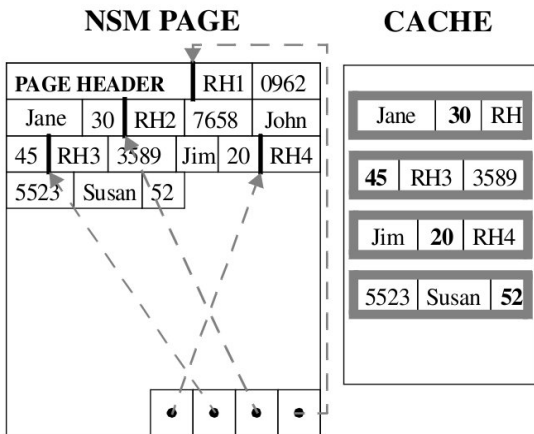 NSM PAGE
CACHE
PAGE HEADER RH1 0962
Jane 30 RH2 7658 John
45 RH3 3589 Jim 20 RH4
5523 Susan 52
Jane 30 RH
45 RH3 3589
Jim 20 RH4
5523 Susan 52